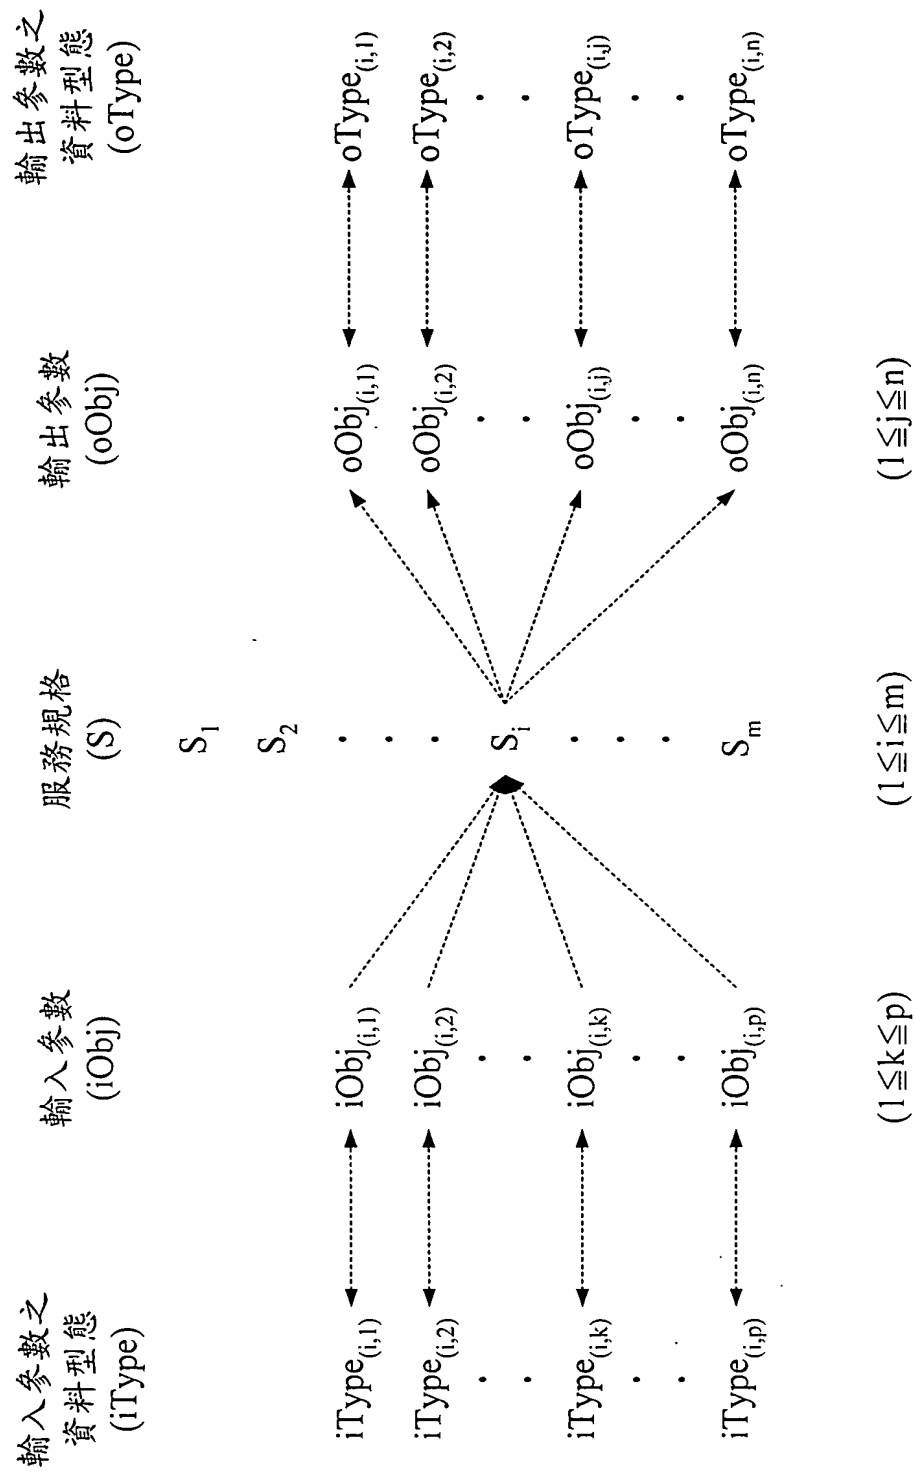 輸入參數之
資料型態
(iType)
輸入參數
(iObj)
服務規格
(S)
輸出參數
(oObj)
輸出參數之
資料型態
(oType)
S1
S2
iType(i,1)
iObj(i,1)
oObj(i,1)
oType(i,1)
iType(i,2)
iObj(i,2)
oObj(i,2)
oType(i,2)
Si
iType(i,k)
iObj(i,k)
oObj(i,j)
oType(i,j)
iType(i,p)
iObj(i,p)
Sm
oObj(i,n)
oType(i,n)
(1≦k≦p)
(1≦i≦m)
(1≦j≦n)